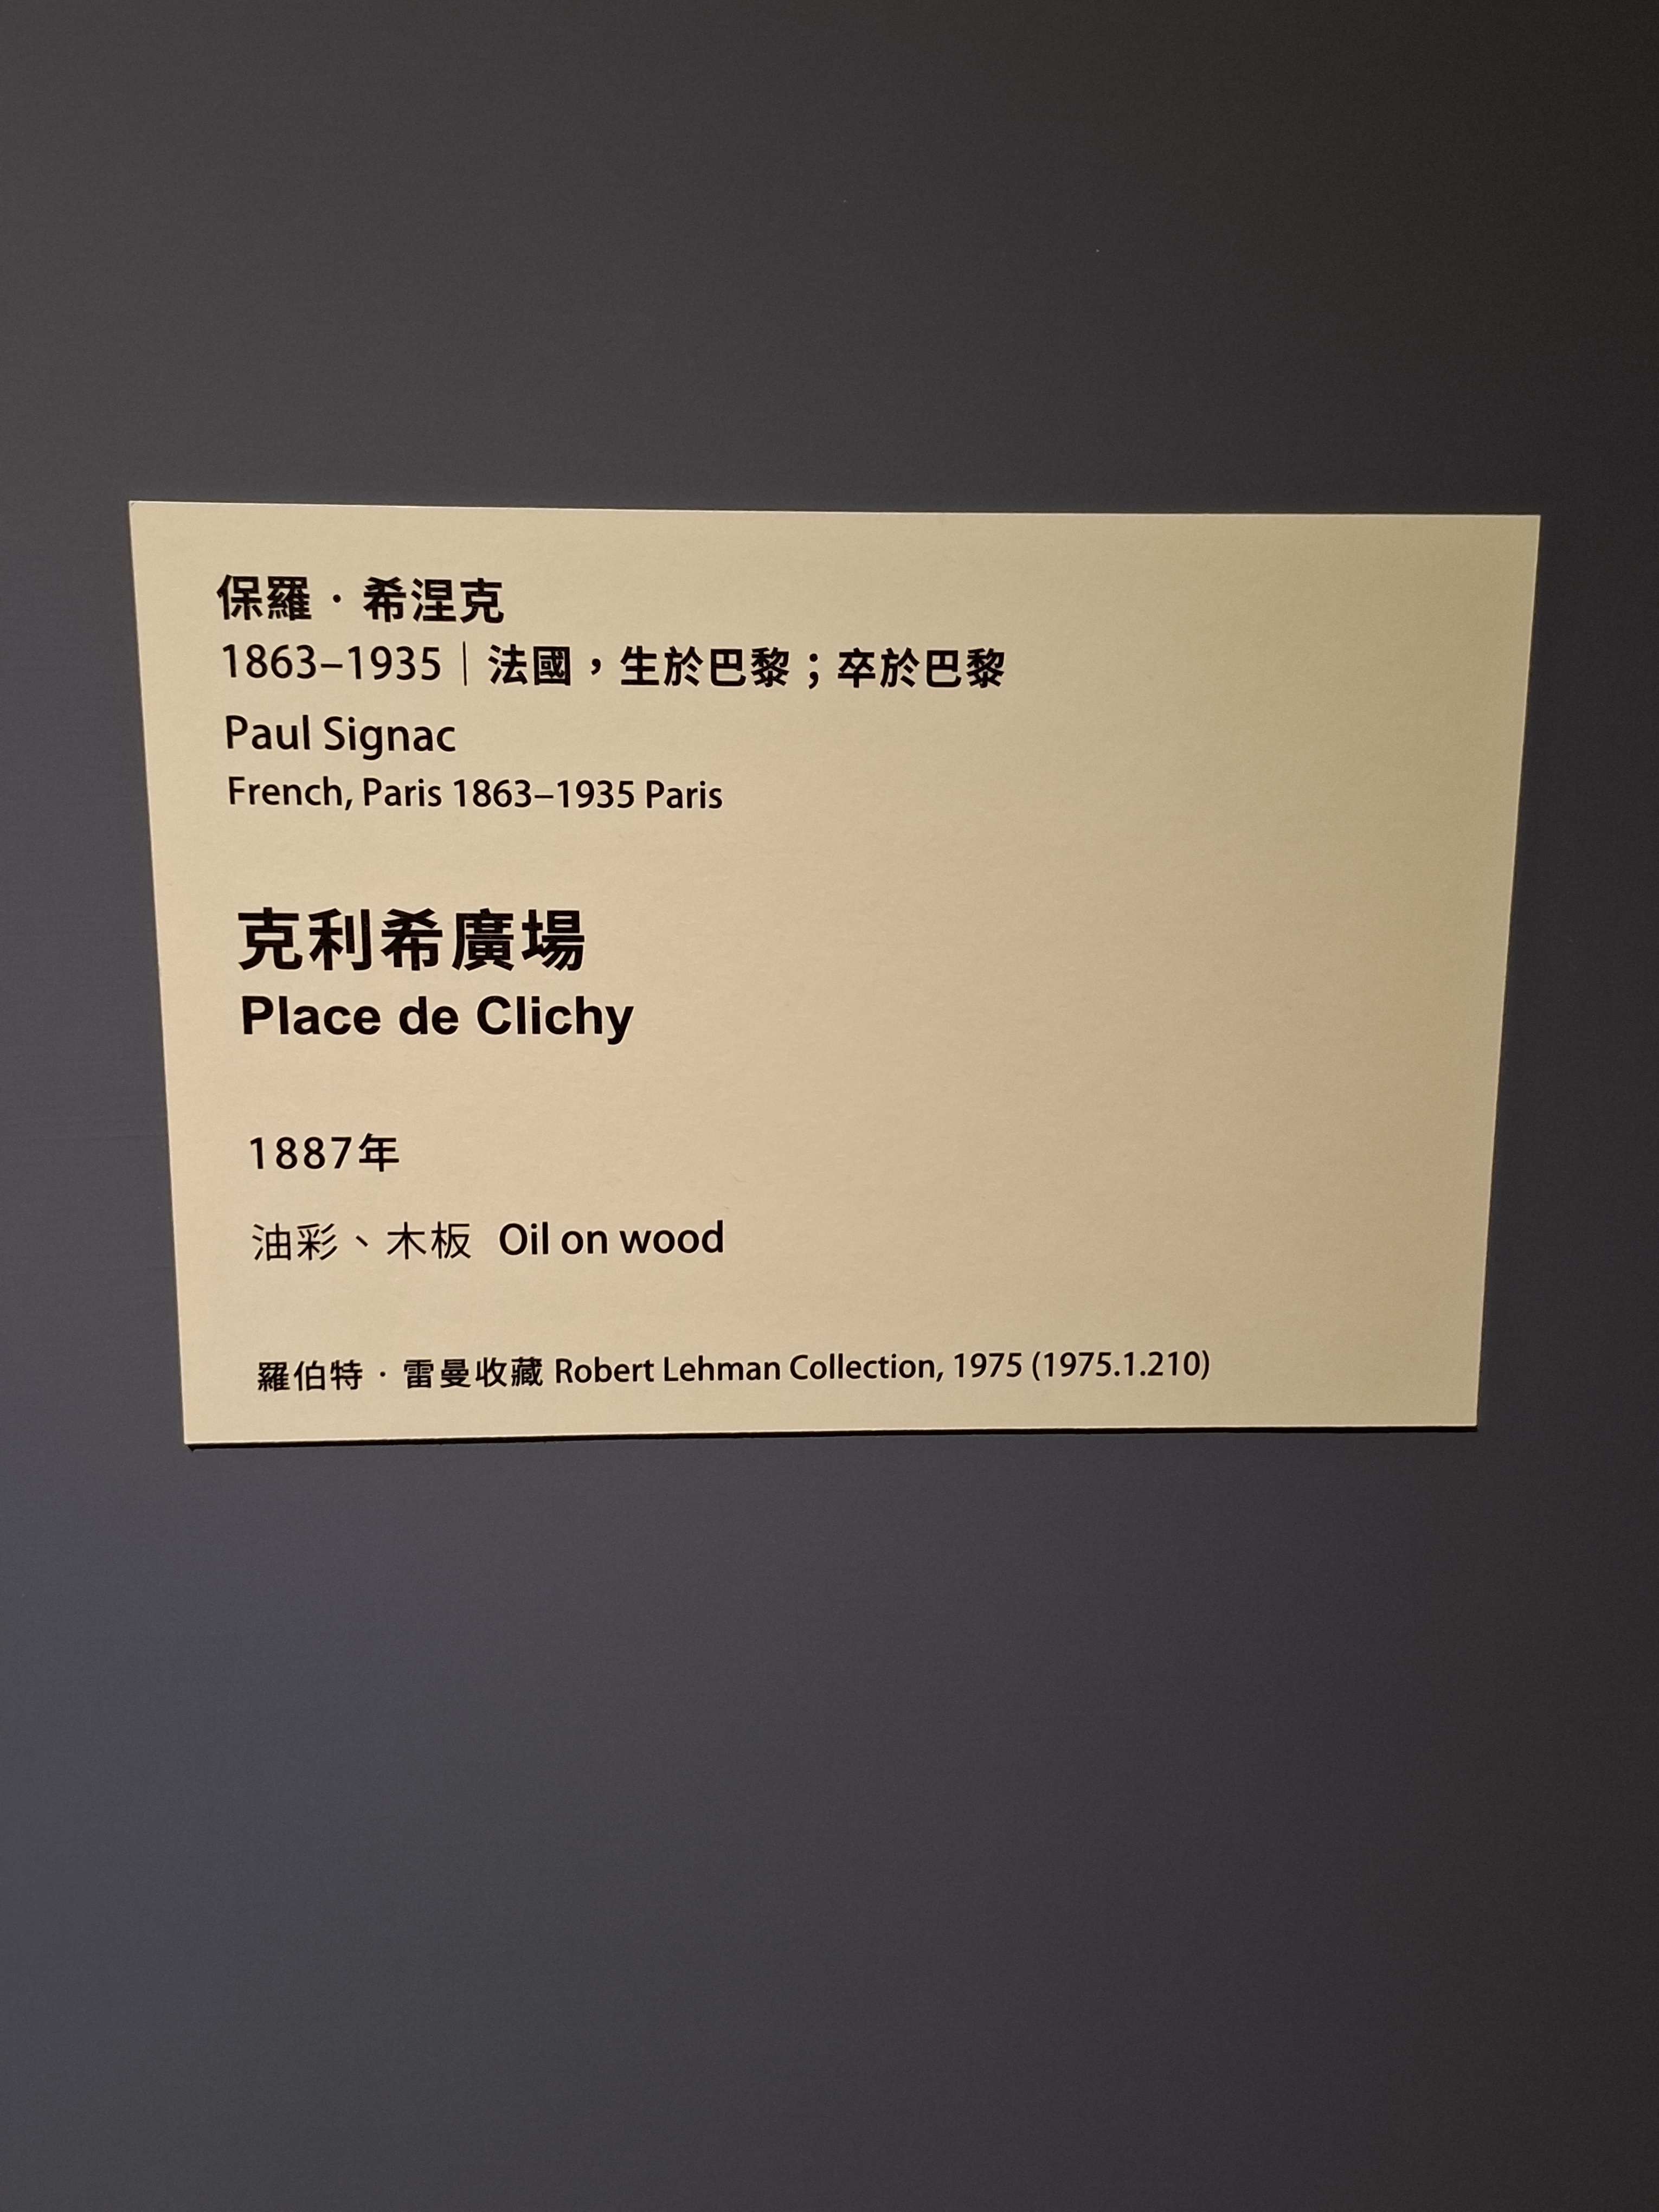 保羅．希涅克
1863–1935｜法國，生於巴黎；卒於巴黎
Paul Signac
French, Paris 1863–1935 Paris
克利希廣場
Place de Clichy
1887年
油彩、木板 Oil on wood
羅伯特．雷曼收藏 Robert Lehman Collection, 1975 (1975.1.210)